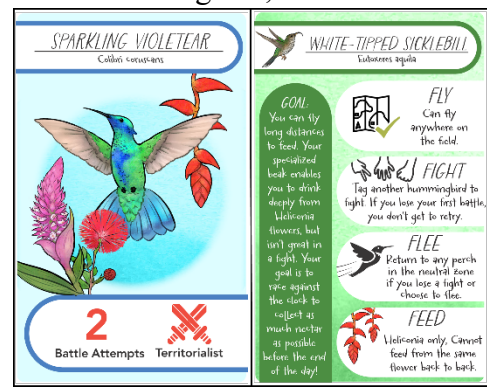 SPARKLING VIOLETEAR
Colibri coruscans
2
Battle Attempts
Territorialist
WHITE-TIPPED SICKLEBILL
Eutoxeres aquila
GOAL:
You can fly
long distances
to feed. Your
specialized
beak enables
you to drink
deeply from
Heliconia
flowers, but
isn't great in
a fight. Your
goal is to
race against
the clock to
collect as
much nectar
as possible
before the end
of the day!
FLY
Can fly
anywhere on
the field.
FIGHT
Tag another hummingbird to
fight. If you lose your first battle,
you don't get to retry.
FLEE
Return to any perch
in the neutral zone
if you lose a fight or
choose to flee.
FEED
Heliconia only, Cannot
feed from the same
flower back to back.